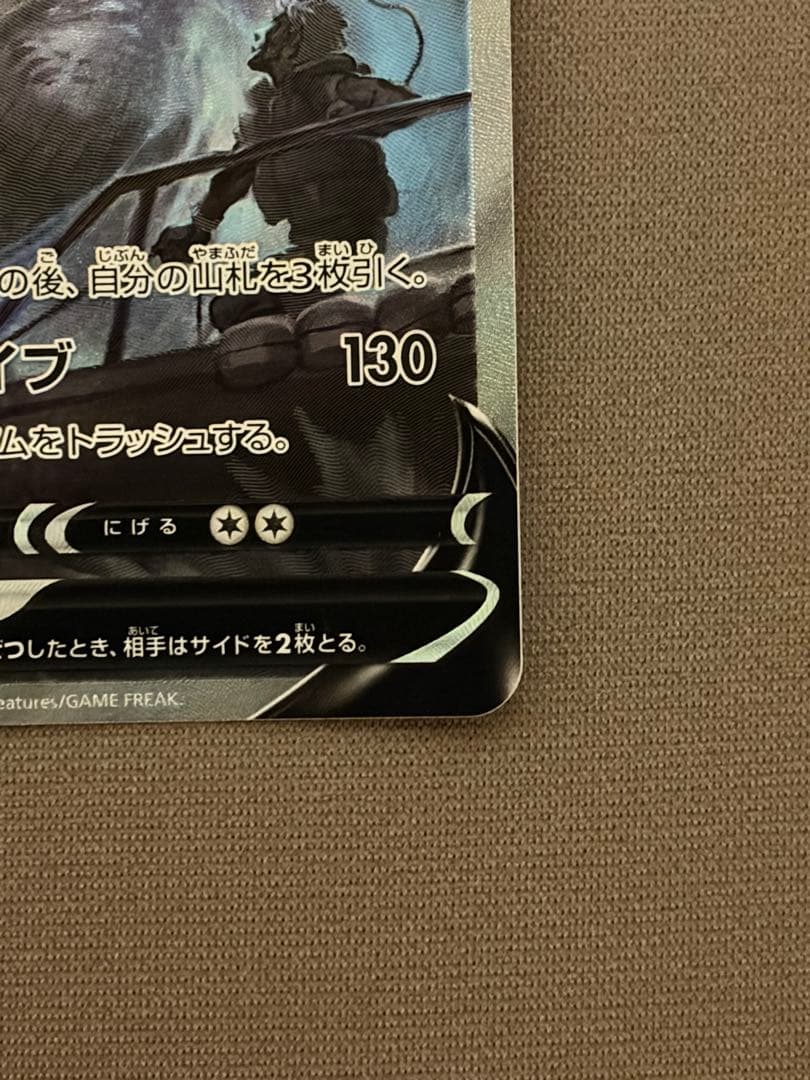 の後、自分の山札を3枚引く。
イブ 130
ムをトラッシュする。
にげる
ぜつしたとき、相手はサイドを2枚とる。
eatures/GAME FREAK.